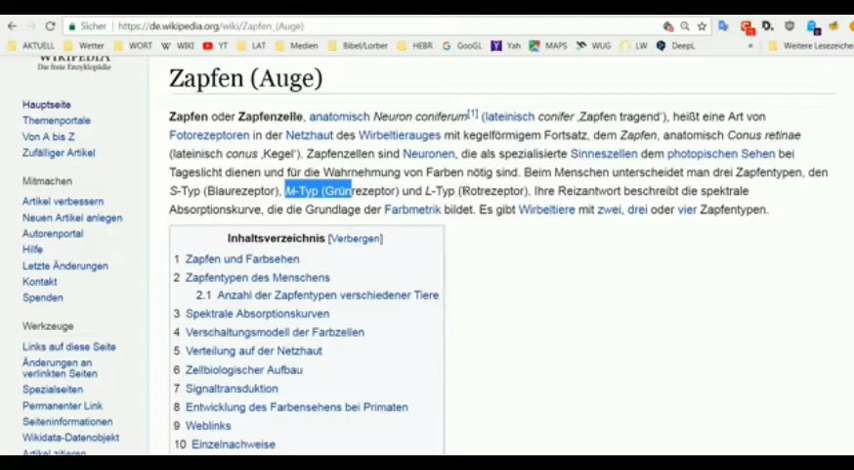 Sicher https://de.wikipedia.org/wiki/Zapfen_(Auge)
AKTUELL Wetter WORT WIKI YT LAT Medien Bibel/Lorber HEBR GooGL Yah MAPS WUG LW DeepL » Weitere Lesezeichen
WIKIPEDIA
Die freie Enzyklopädie
Hauptseite
Themenportale
Von A bis Z
Zufälliger Artikel
Mitmachen
Artikel verbessern
Neuen Artikel anlegen
Autorenportal
Hilfe
Letzte Änderungen
Kontakt
Spenden
Werkzeuge
Links auf diese Seite
Änderungen an
verlinkten Seiten
Spezialseiten
Permanenter Link
Seiteninformationen
Wikidata-Datenobjekt
Artikel zitieren
Zapfen (Auge)
Zapfen oder Zapfenzelle, anatomisch Neuron coniferum[1] (lateinisch conifer ‚Zapfen tragend‘), heißt eine Art von
Fotorezeptoren in der Netzhaut des Wirbeltierauges mit kegelförmigem Fortsatz, dem Zapfen, anatomisch Conus retinae
(lateinisch conus ‚Kegel‘). Zapfenzellen sind Neuronen, die als spezialisierte Sinneszellen dem photopischen Sehen bei
Tageslicht dienen und für die Wahrnehmung von Farben nötig sind. Beim Menschen unterscheidet man drei Zapfentypen, den
S-Typ (Blaurezeptor), M-Typ (Grünrezeptor) und L-Typ (Rotrezeptor). Ihre Reizantwort beschreibt die spektrale
Absorptionskurve, die die Grundlage der Farbmetrik bildet. Es gibt Wirbeltiere mit zwei, drei oder vier Zapfentypen.
Inhaltsverzeichnis [Verbergen]
1 Zapfen und Farbsehen
2 Zapfentypen des Menschens
2.1 Anzahl der Zapfentypen verschiedener Tiere
3 Spektrale Absorptionskurven
4 Verschaltungsmodell der Farbzellen
5 Verteilung auf der Netzhaut
6 Zellbiologischer Aufbau
7 Signaltransduktion
8 Entwicklung des Farbensehens bei Primaten
9 Weblinks
10 Einzelnachweise